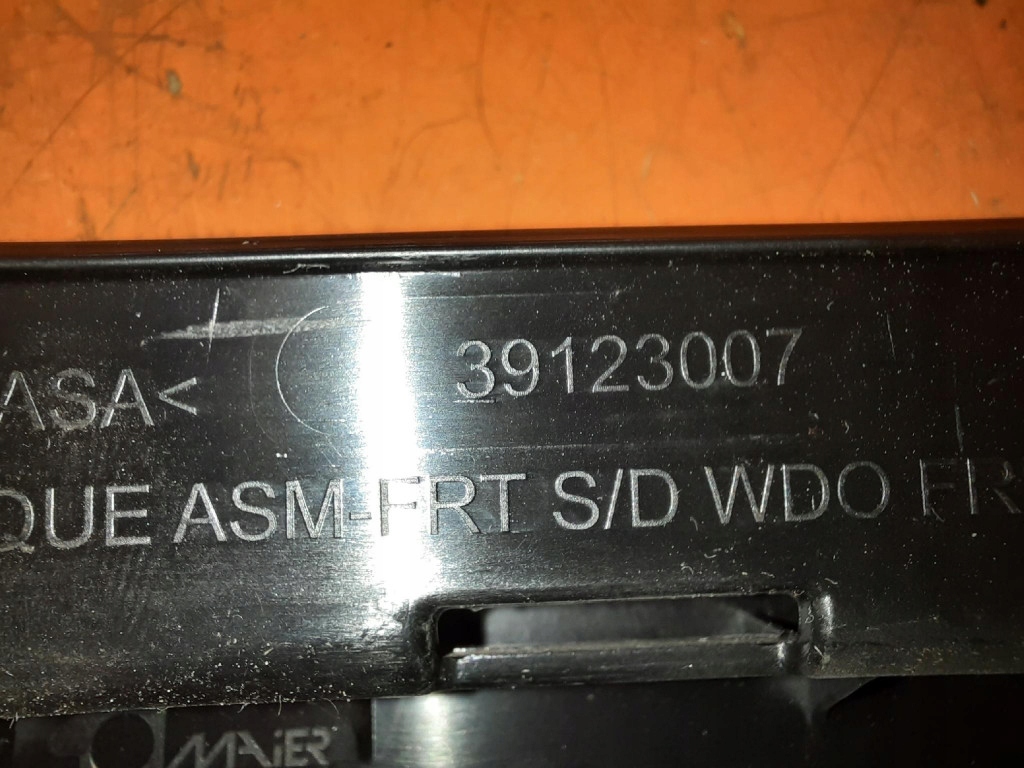 ASA<
39123007
QUE ASM-FRT S/D WDO FR
MAIER